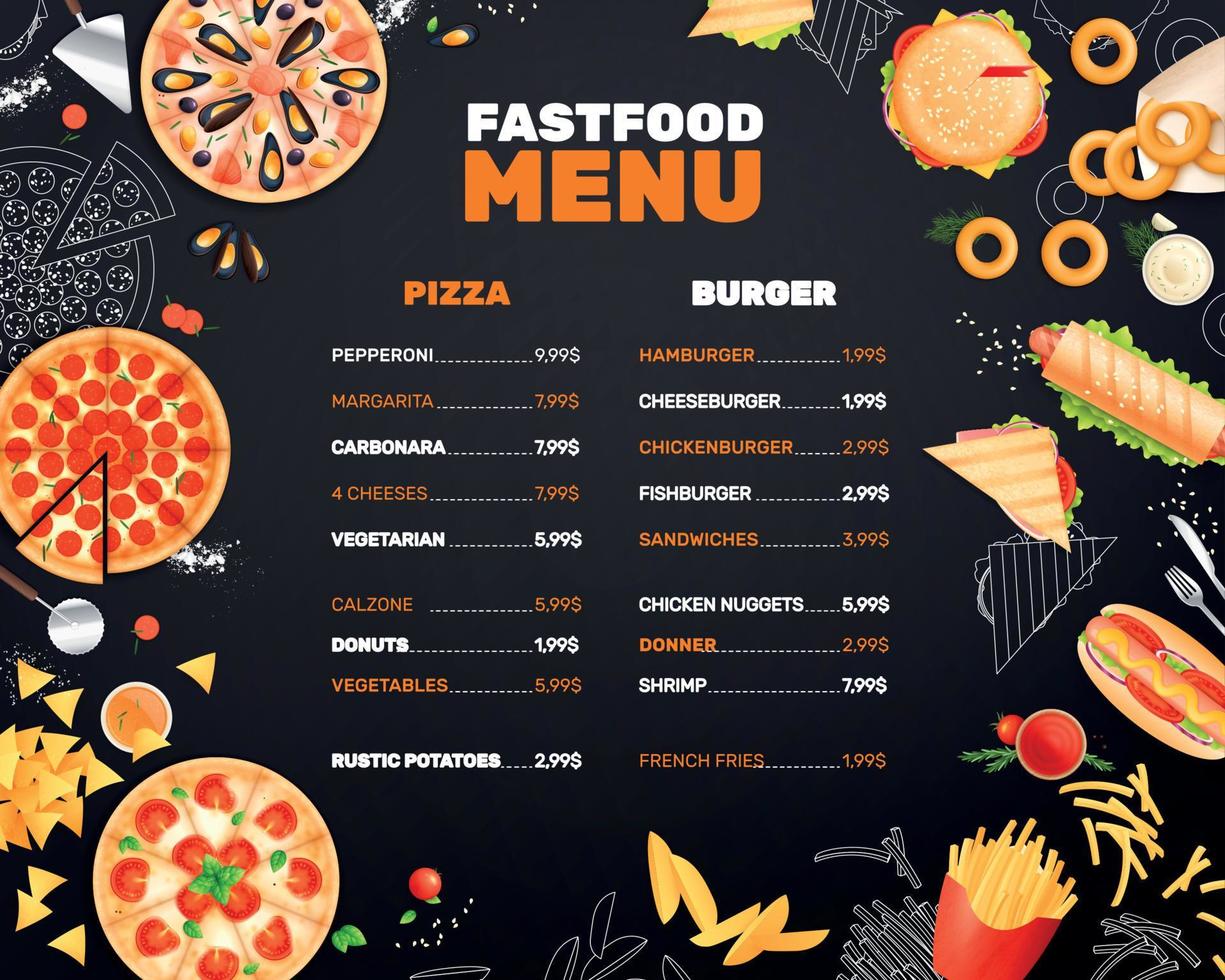 FASTFOOD
MENU
PIZZA
PEPPERONI 9,99$
MARGARITA 7,99$
CARBONARA 7,99$
4 CHEESES 7,99$
VEGETARIAN 5,99$
CALZONE 5,99$
DONUTS 1,99$
VEGETABLES 5,99$
RUSTIC POTATOES 2,99$
BURGER
HAMBURGER 1,99$
CHEESEBURGER 1,99$
CHICKENBURGER 2,99$
FISHBURGER 2,99$
SANDWICHES 3,99$
CHICKEN NUGGETS 5,99$
DONNER 2,99$
SHRIMP 7,99$
FRENCH FRIES 1,99$